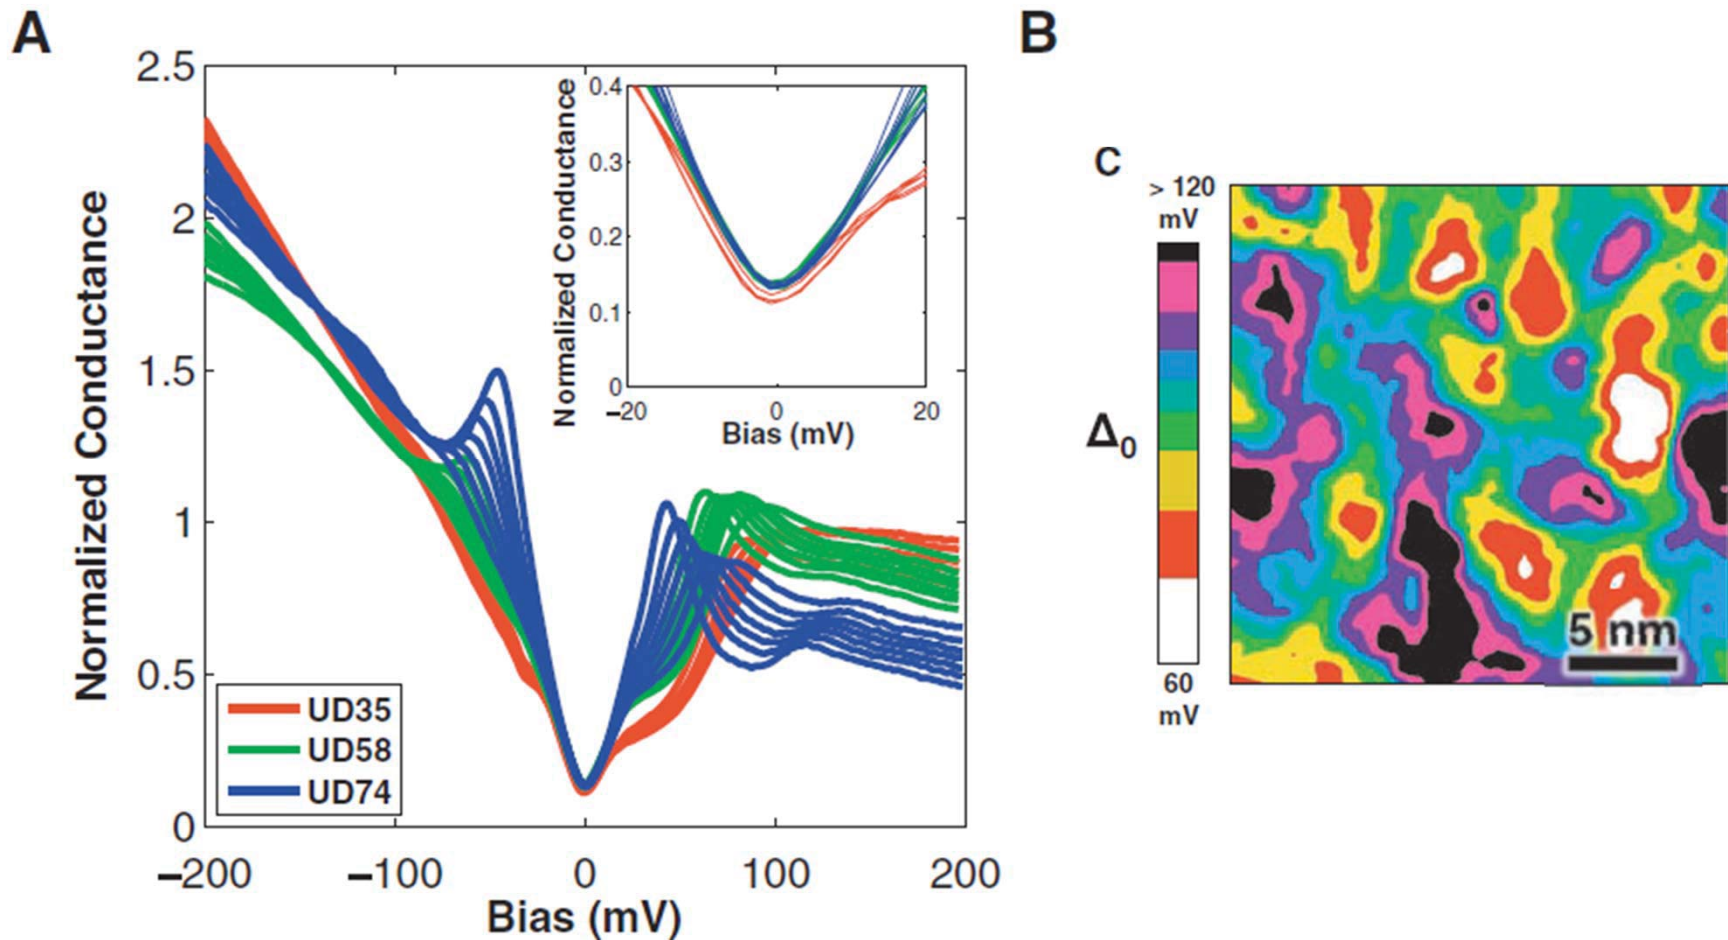 A
B
2.5
2
1.5
1
0.5
0
Normalized Conductance
−200
−100
0
100
200
Bias (mV)
UD35
UD58
UD74
0.4
0.3
0.2
0.1
0
Normalized Conductance
−20
0
20
Bias (mV)
C
> 120
mV
Δ0
60
mV
5 nm